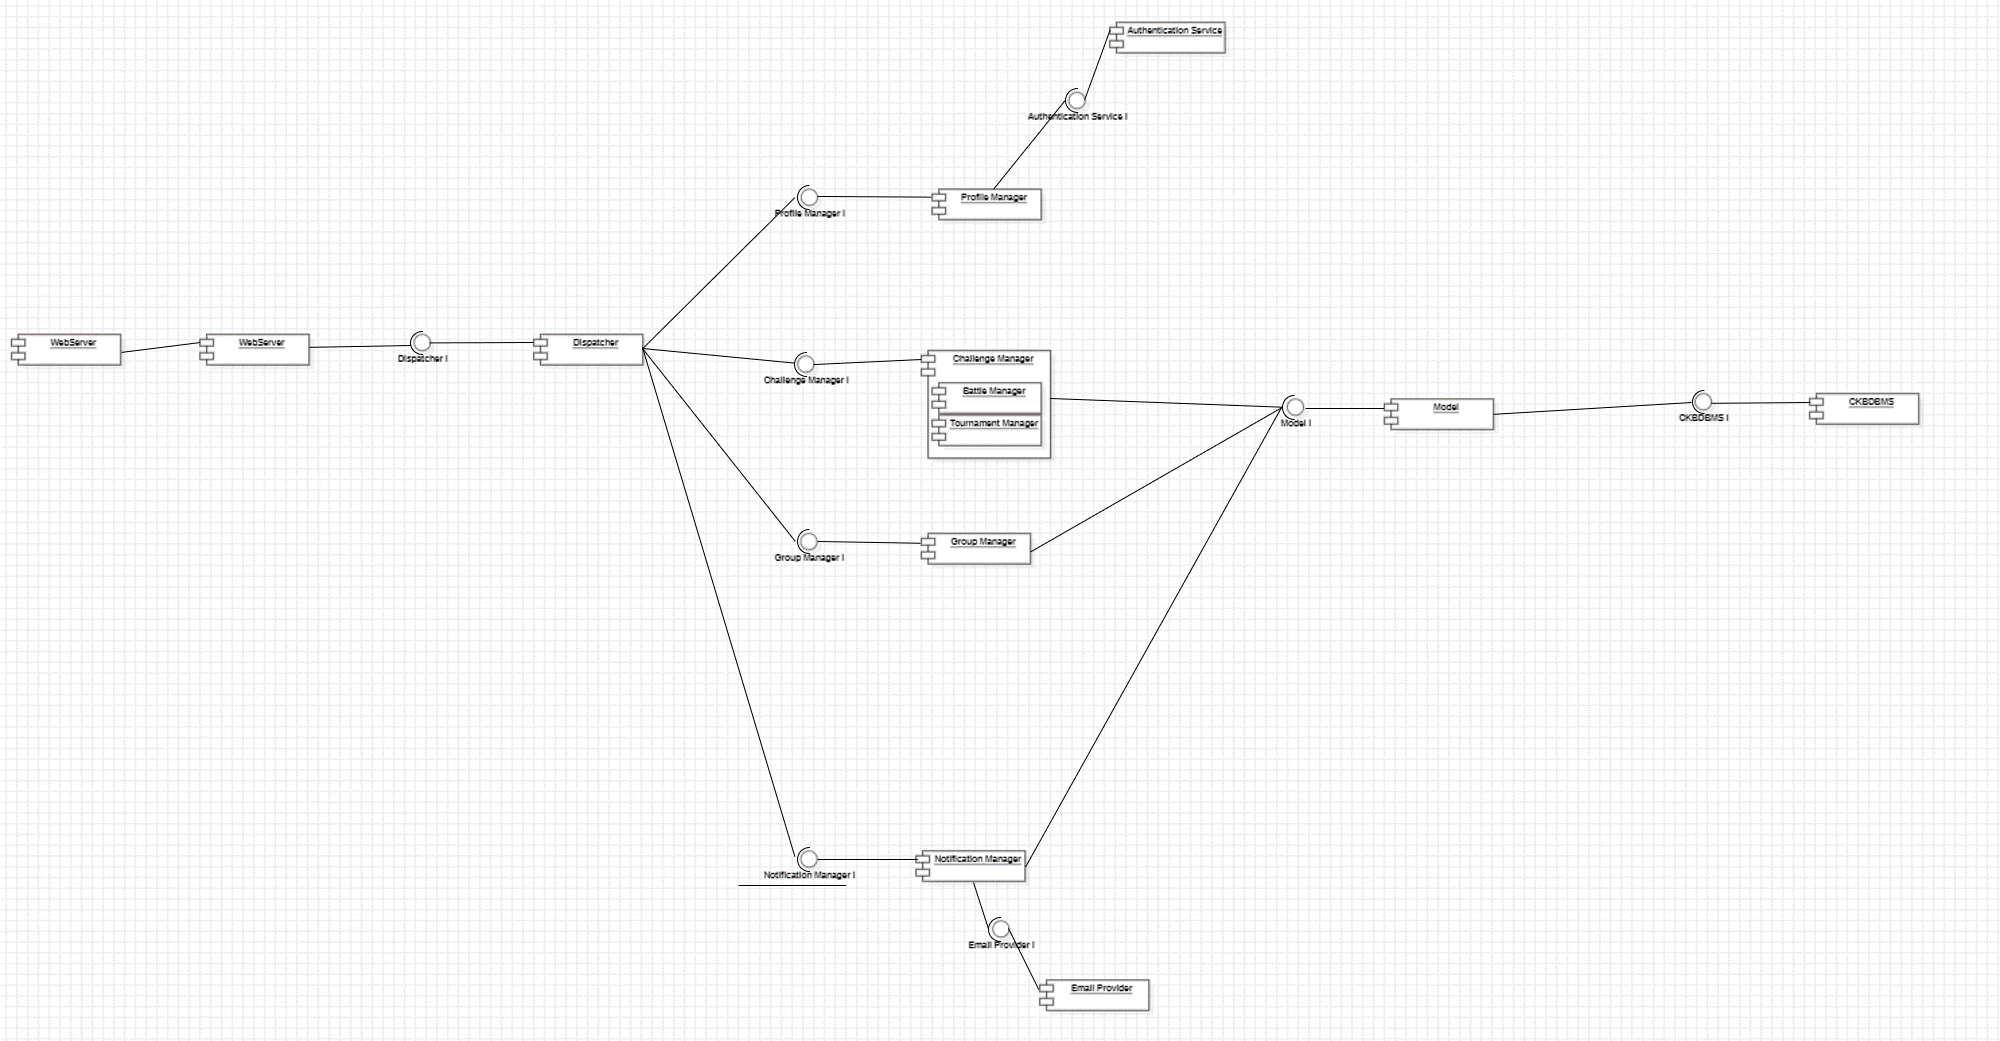 Authentication Service
Authentication Service I
Profile Manager
Profile Manager I
WebServer
WebServer
Dispatcher I
Dispatcher
Challenge Manager I
Challenge Manager
Battle Manager
Tournament Manager
Model I
Model
CKBDBMS I
CKBDBMS
Group Manager I
Group Manager
Notification Manager I
Notification Manager
Email Provider I
Email Provider